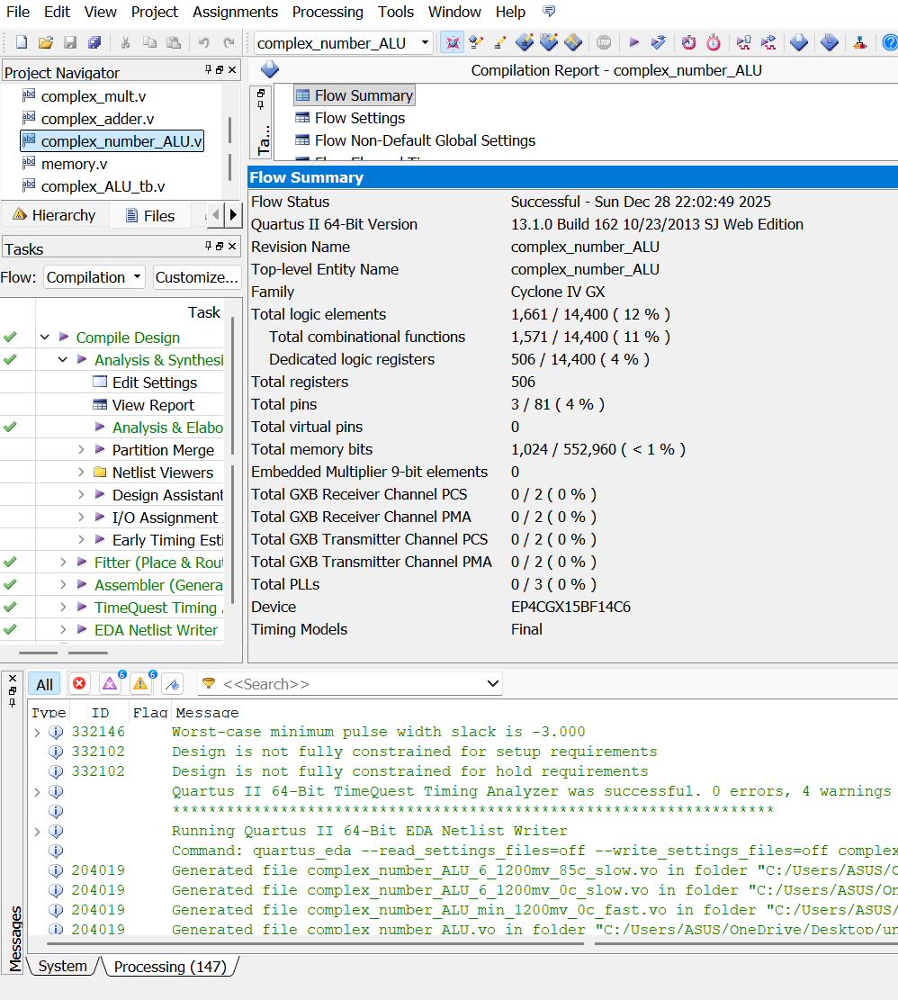 File Edit View Project Assignments Processing Tools Window Help
complex_number_ALU
STOP
Project Navigator
complex_mult.v
complex_adder.v
complex_number_ALU.v
memory.v
complex_ALU_tb.v
Hierarchy Files
Tasks
Flow: Compilation Customize...
Task
Compile Design
Analysis & Synthesi
Edit Settings
View Report
Analysis & Elabo
Partition Merge
Netlist Viewers
Design Assistant
I/O Assignment
Early Timing Esti
Fitter (Place & Rout
Assembler (Genera
TimeQuest Timing
EDA Netlist Writer
Compilation Report - complex_number_ALU
Ta...
Flow Summary
Flow Settings
Flow Non-Default Global Settings
Flow Summary
Flow Status Successful - Sun Dec 28 22:02:49 2025
Quartus II 64-Bit Version 13.1.0 Build 162 10/23/2013 SJ Web Edition
Revision Name complex_number_ALU
Top-level Entity Name complex_number_ALU
Family Cyclone IV GX
Total logic elements 1,661 / 14,400 ( 12 % )
Total combinational functions 1,571 / 14,400 ( 11 % )
Dedicated logic registers 506 / 14,400 ( 4 % )
Total registers 506
Total pins 3 / 81 ( 4 % )
Total virtual pins 0
Total memory bits 1,024 / 552,960 ( < 1 % )
Embedded Multiplier 9-bit elements 0
Total GXB Receiver Channel PCS 0 / 2 ( 0 % )
Total GXB Receiver Channel PMA 0 / 2 ( 0 % )
Total GXB Transmitter Channel PCS 0 / 2 ( 0 % )
Total GXB Transmitter Channel PMA 0 / 2 ( 0 % )
Total PLLs 0 / 3 ( 0 % )
Device EP4CGX15BF14C6
Timing Models Final
All 6 6 <<Search>>
Type ID Flag Message
332146 Worst-case minimum pulse width slack is -3.000
332102 Design is not fully constrained for setup requirements
332102 Design is not fully constrained for hold requirements
Quartus II 64-Bit TimeQuest Timing Analyzer was successful. 0 errors, 4 warnings
*******************************************************************
Running Quartus II 64-Bit EDA Netlist Writer
Command: quartus_eda --read_settings_files=off --write_settings_files=off complex
204019 Generated file complex_number_ALU_6_1200mv_85c_slow.vo in folder "C:/Users/ASUS/O
204019 Generated file complex_number_ALU_6_1200mv_0c_slow.vo in folder "C:/Users/ASUS/On
204019 Generated file complex_number_ALU_min_1200mv_0c_fast.vo in folder "C:/Users/ASUS/
204019 Generated file complex_number_ALU.vo in folder "C:/Users/ASUS/OneDrive/Desktop/un
Messages
System Processing (147)